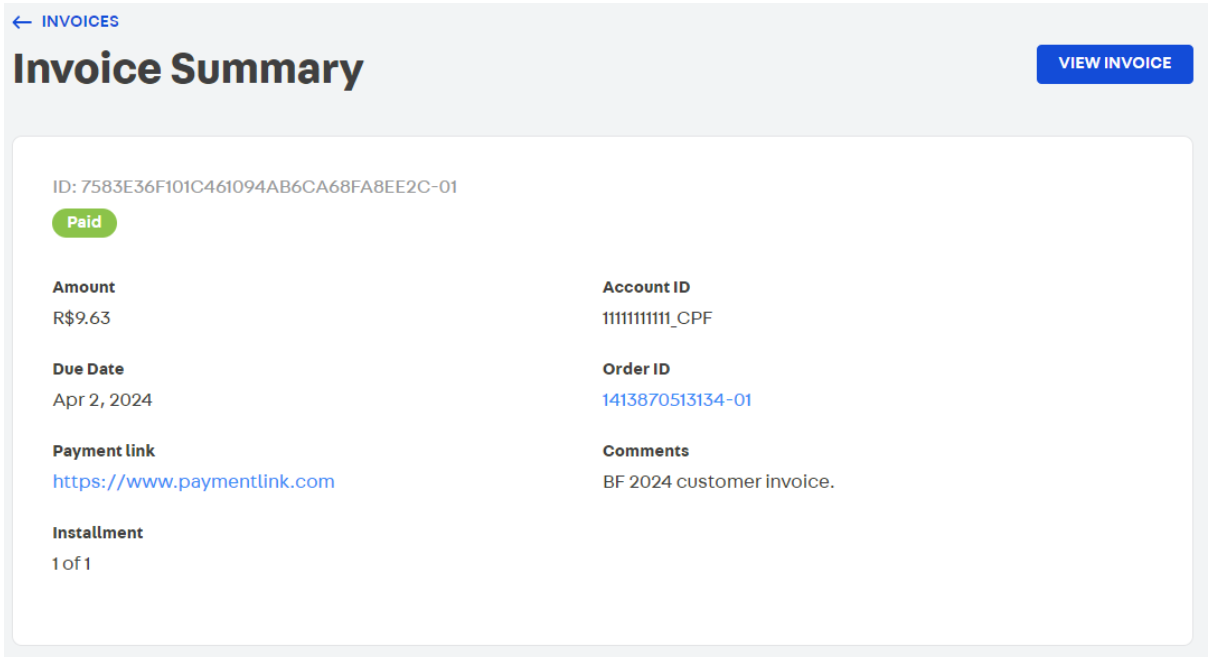 ← INVOICES
Invoice Summary
VIEW INVOICE
ID: 7583E36F101C461094AB6CA68FA8EE2C-01
Paid
Amount
R$9.63
Account ID
11111111111_CPF
Due Date
Apr 2, 2024
Order ID
1413870513134-01
Payment link
https://www.paymentlink.com
Comments
BF 2024 customer invoice.
Installment
1 of 1